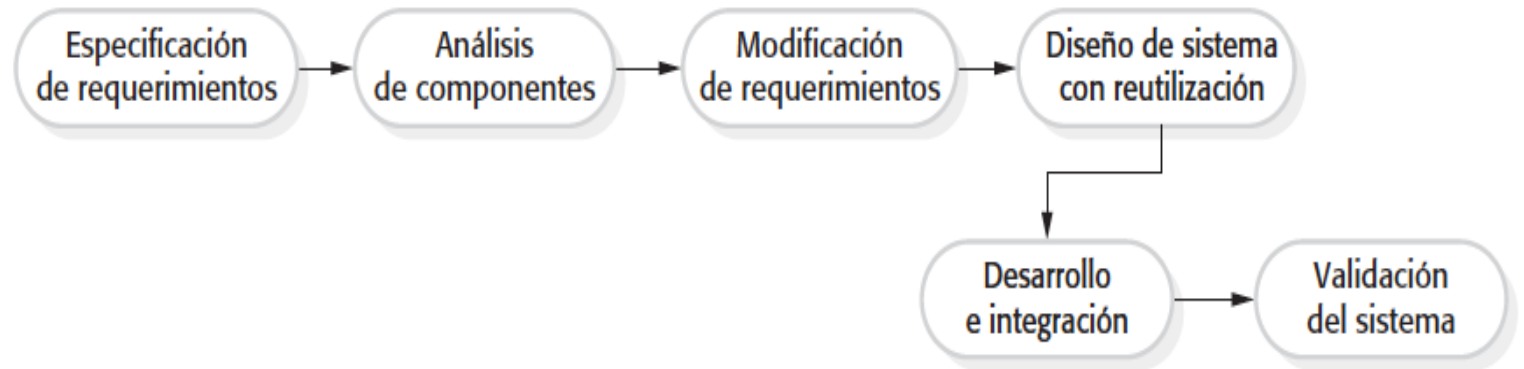 Especificación
de requerimientos
Análisis
de componentes
Modificación
de requerimientos
Diseño de sistema
con reutilización
Desarrollo
e integración
Validación
del sistema